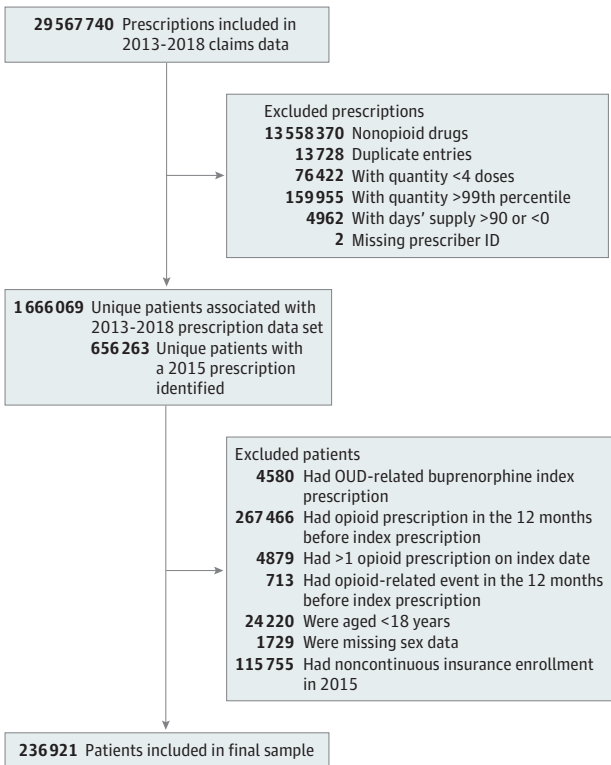 29 567 740 Prescriptions included in
2013-2018 claims data
Excluded prescriptions
13 558 370 Nonopioid drugs
13 728 Duplicate entries
76 422 With quantity <4 doses
159 955 With quantity >99th percentile
4962 With days' supply >90 or <0
2 Missing prescriber ID
1 666 069 Unique patients associated with
2013-2018 prescription data set
656 263 Unique patients with
a 2015 prescription
identified
Excluded patients
4580 Had OUD-related buprenorphine index
prescription
267 466 Had opioid prescription in the 12 months
before index prescription
4879 Had >1 opioid prescription on index date
713 Had opioid-related event in the 12 months
before index prescription
24 220 Were aged <18 years
1729 Were missing sex data
115 755 Had noncontinuous insurance enrollment
in 2015
236 921 Patients included in final sample